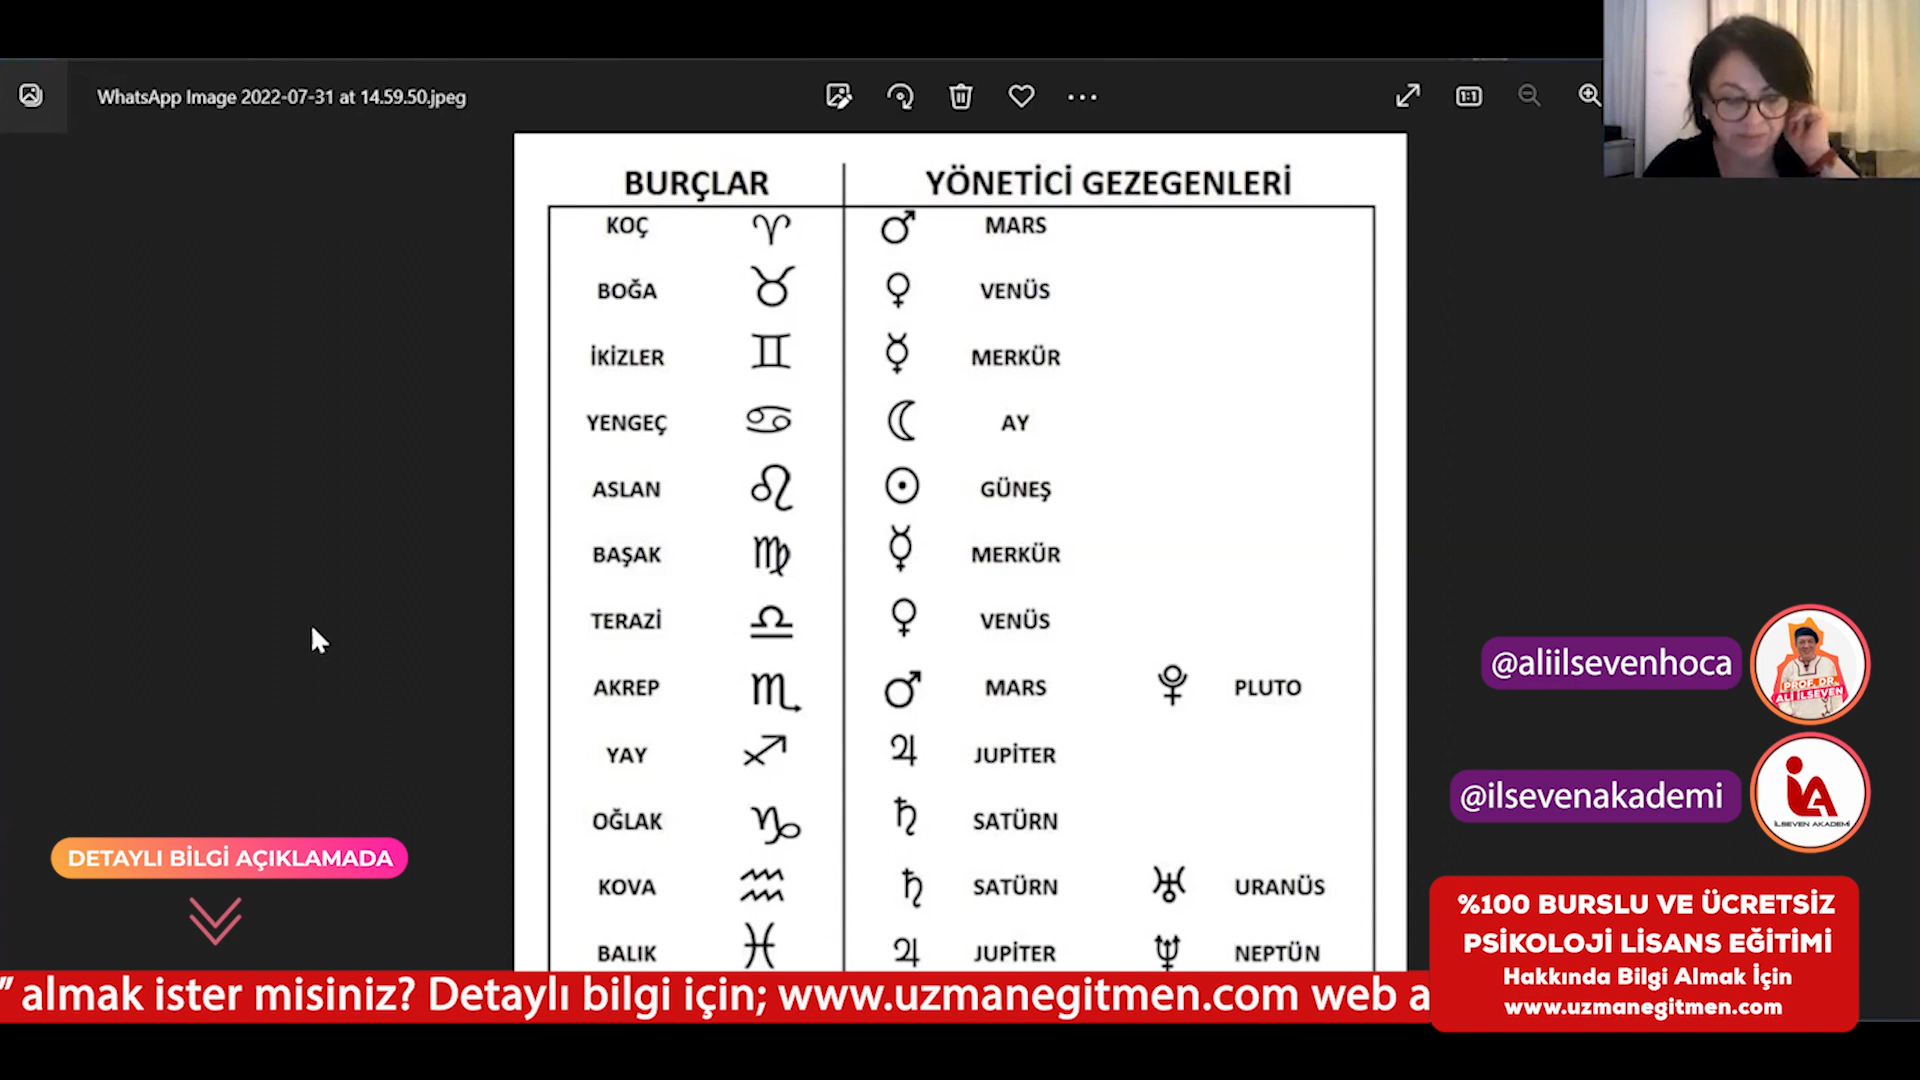 WhatsApp Image 2022-07-31 at 14.59.50.jpeg
1:1
BURÇLAR YÖNETİCİ GEZEGENLERİ
KOÇ ♈ ♂ MARS
BOĞA ♉ ♀ VENÜS
İKİZLER ♊ ☿ MERKÜR
YENGEÇ ♋ ☾ AY
ASLAN ♌ ☉ GÜNEŞ
BAŞAK ♍ ☿ MERKÜR
TERAZİ ♎ ♀ VENÜS
AKREP ♏ ♂ MARS ♇ PLUTO
YAY ♐ ♃ JUPİTER
OĞLAK ♑ ♄ SATÜRN
KOVA ♒ ♄ SATÜRN ♅ URANÜS
BALIK ♓ ♃ JUPİTER ♆ NEPTÜN
@aliilsevenhoca
PROF. DR.
ALİ İLSEVEN
@ilsevenakademi
İLSEVEN AKADEMİ
DETAYLI BİLGİ AÇIKLAMADA
%100 BURSLU VE ÜCRETSİZ
PSİKOLOJİ LİSANS EĞİTİMİ
Hakkında Bilgi Almak İçin
www.uzmanegitmen.com
” almak ister misiniz? Detaylı bilgi için; www.uzmanegitmen.com web a